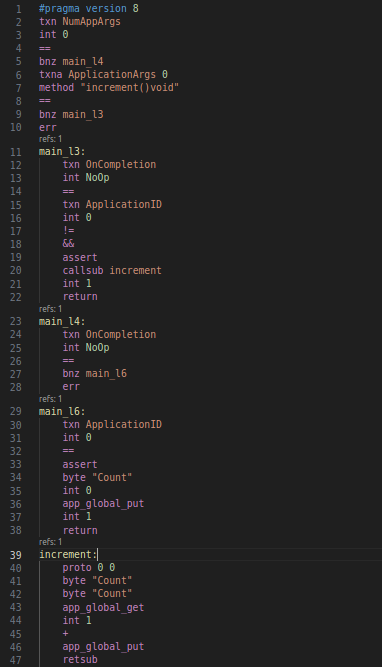 1 #pragma version 8
2 txn NumAppArgs
3 int 0
4 ==
5 bnz main_l4
6 txna ApplicationArgs 0
7 method "increment()void"
8 ==
9 bnz main_l3
10 err
refs: 1
11 main_l3:
12 txn OnCompletion
13 int NoOp
14 ==
15 txn ApplicationID
16 int 0
17 !=
18 &&
19 assert
20 callsub increment
21 int 1
22 return
refs: 1
23 main_l4:
24 txn OnCompletion
25 int NoOp
26 ==
27 bnz main_l6
28 err
refs: 1
29 main_l6:
30 txn ApplicationID
31 int 0
32 ==
33 assert
34 byte "Count"
35 int 0
36 app_global_put
37 int 1
38 return
refs: 1
39 increment:
40 proto 0 0
41 byte "Count"
42 byte "Count"
43 app_global_get
44 int 1
45 +
46 app_global_put
47 retsub